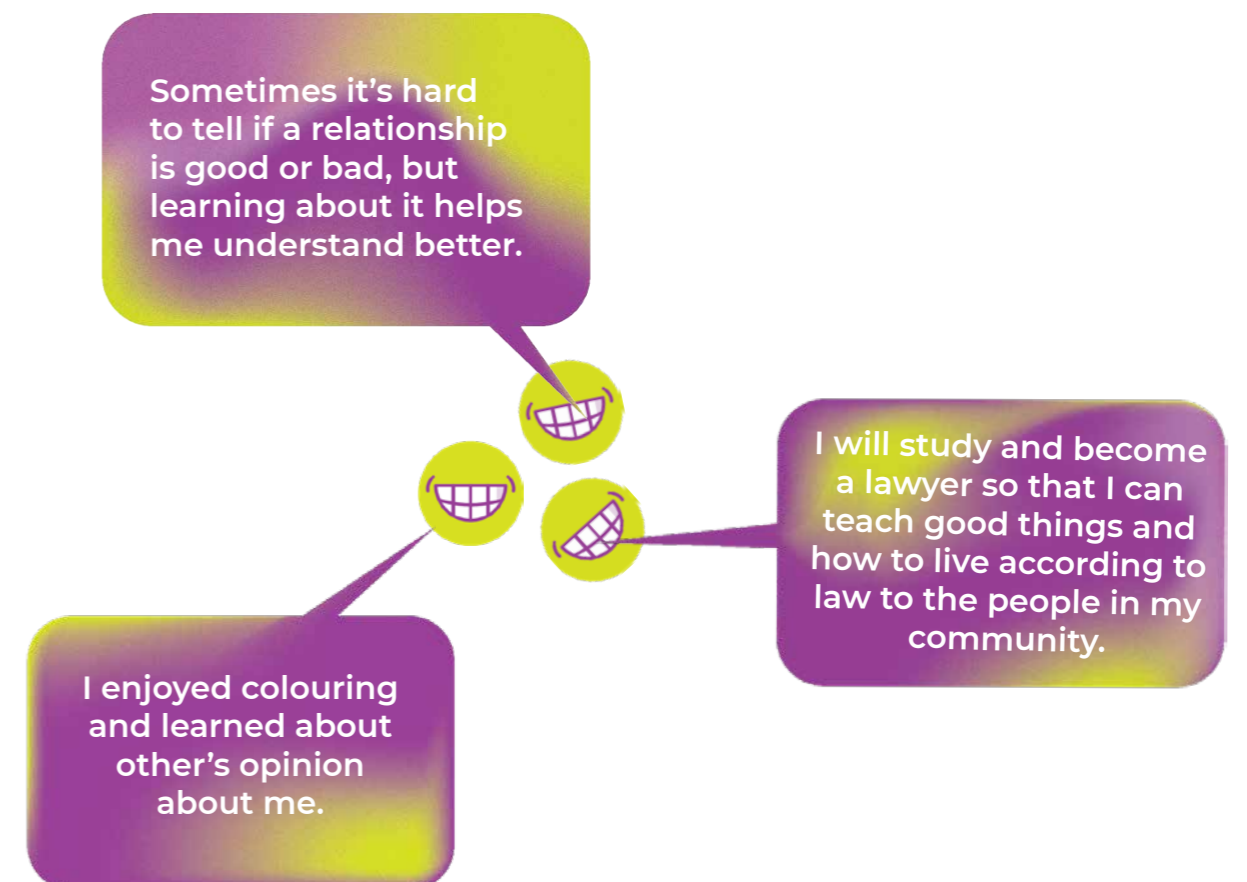 Sometimes it’s hard
to tell if a relationship
is good or bad, but
learning about it helps
me understand better.
I will study and become
a lawyer so that I can
teach good things and
how to live according to
law to the people in my
community.
I enjoyed colouring
and learned about
other’s opinion
about me.